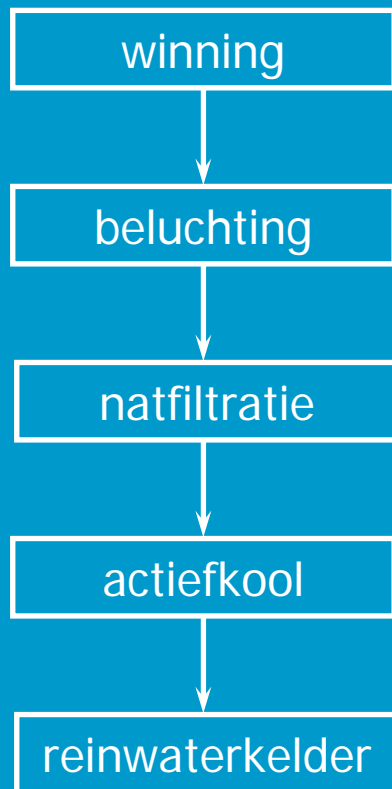 winning
beluchting
natfiltratie
actiefkool
reinwaterkelder